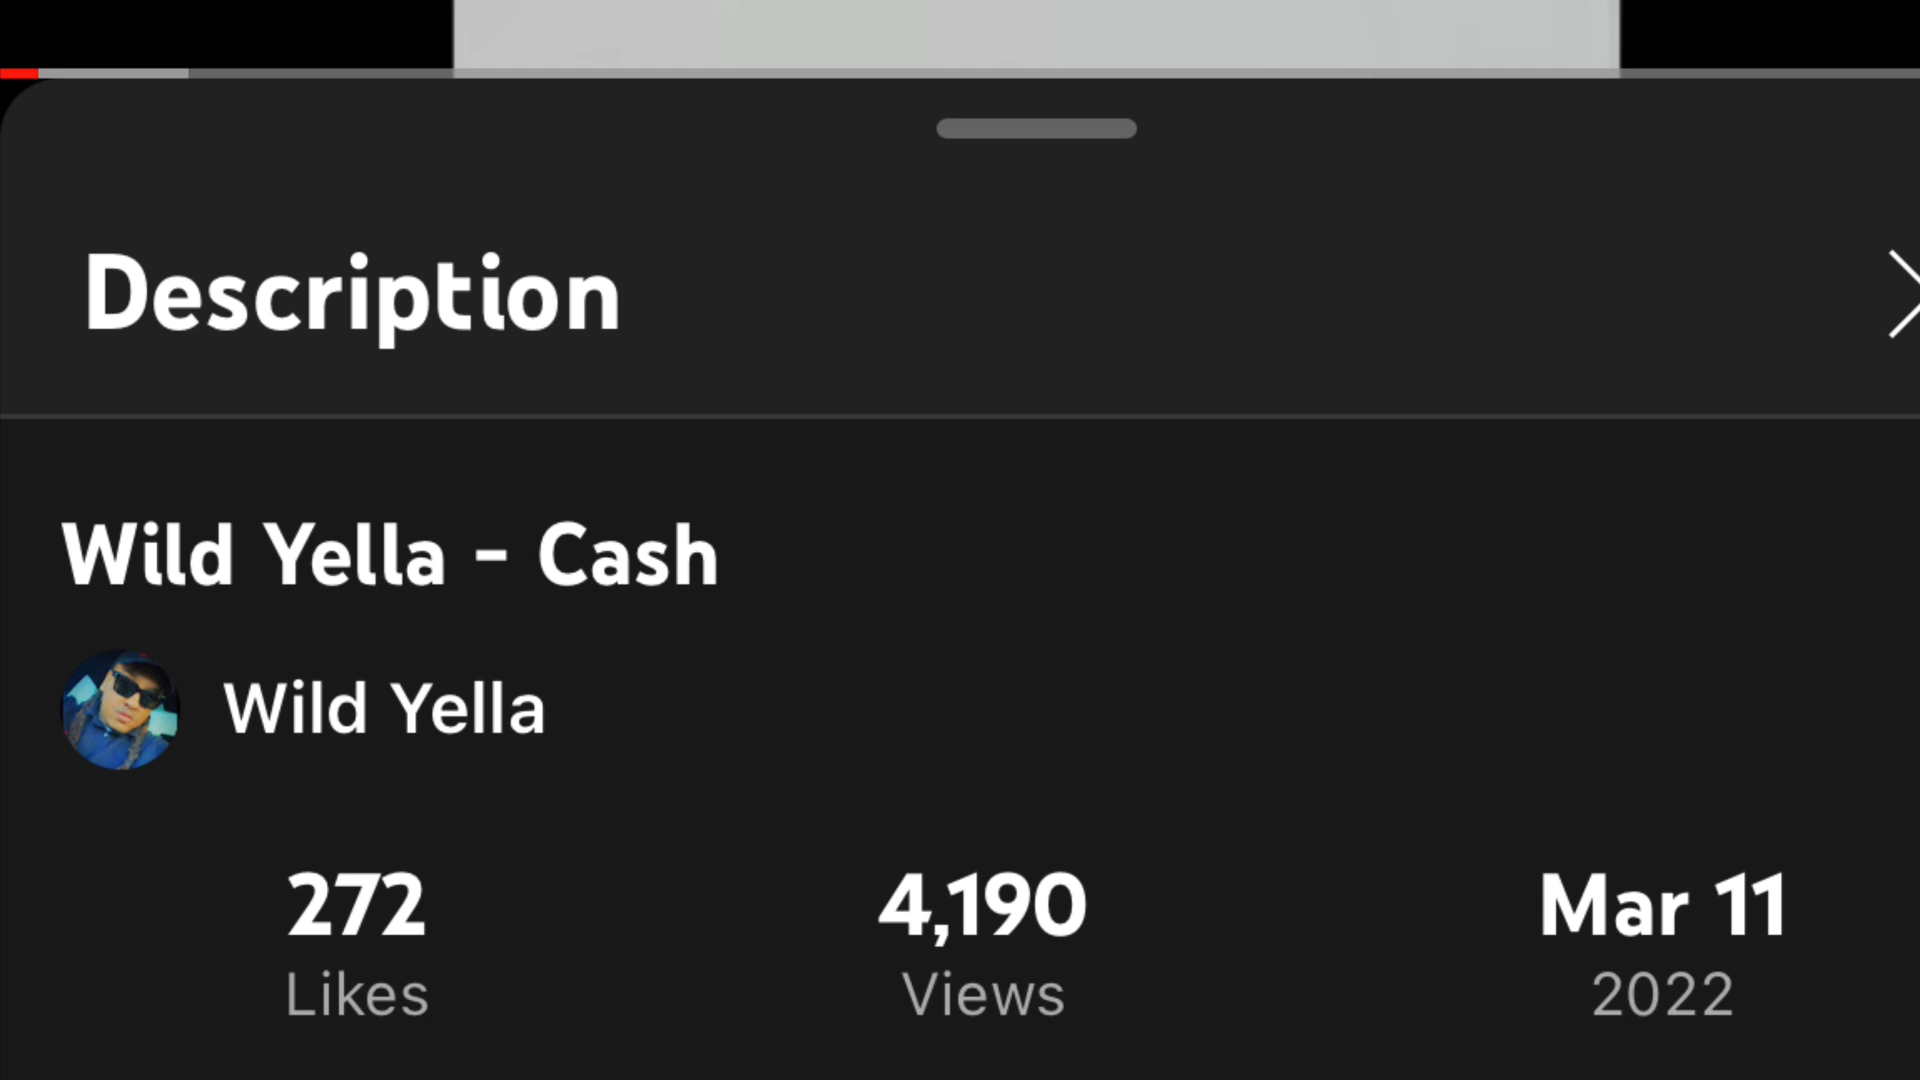 Description
Wild Yella - Cash
Wild Yella
272
Likes
4,190
Views
Mar 11
2022